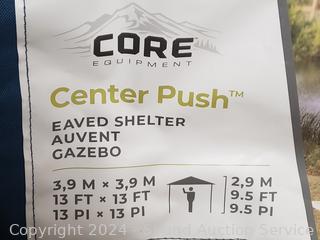 CORE
EQUIPMENT
Center Push™
EAVED SHELTER
AUVENT
GAZEBO
3,9 M × 3,9 M 2,9 M
13 FT × 13 FT 9.5 FT
13 PI × 13 PI 9.5 PI
Copyright 2024 - Bound Auction Service